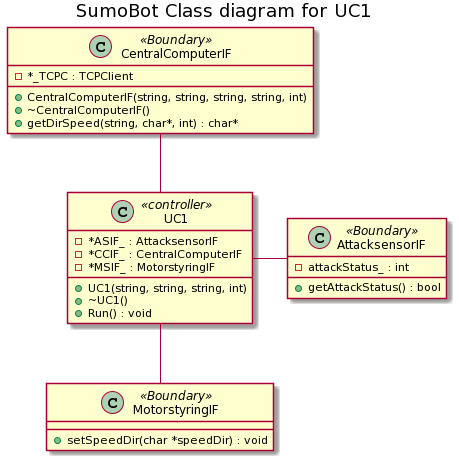 SumoBot Class diagram for UC1
C «Boundary»
CentralComputerIF
*_TCPC : TCPClient
CentralComputerIF(string, string, string, string, int)
~CentralComputerIF()
getDirSpeed(string, char*, int) : char*
C «controller»
UC1
*ASIF_ : AttacksensorIF
*CCIF_ : CentralComputerIF
*MSIF_ : MotorstyringIF
UC1(string, string, string, int)
~UC1()
Run() : void
C «Boundary»
AttacksensorIF
attackStatus_ : int
getAttackStatus() : bool
C «Boundary»
MotorstyringIF
setSpeedDir(char *speedDir) : void